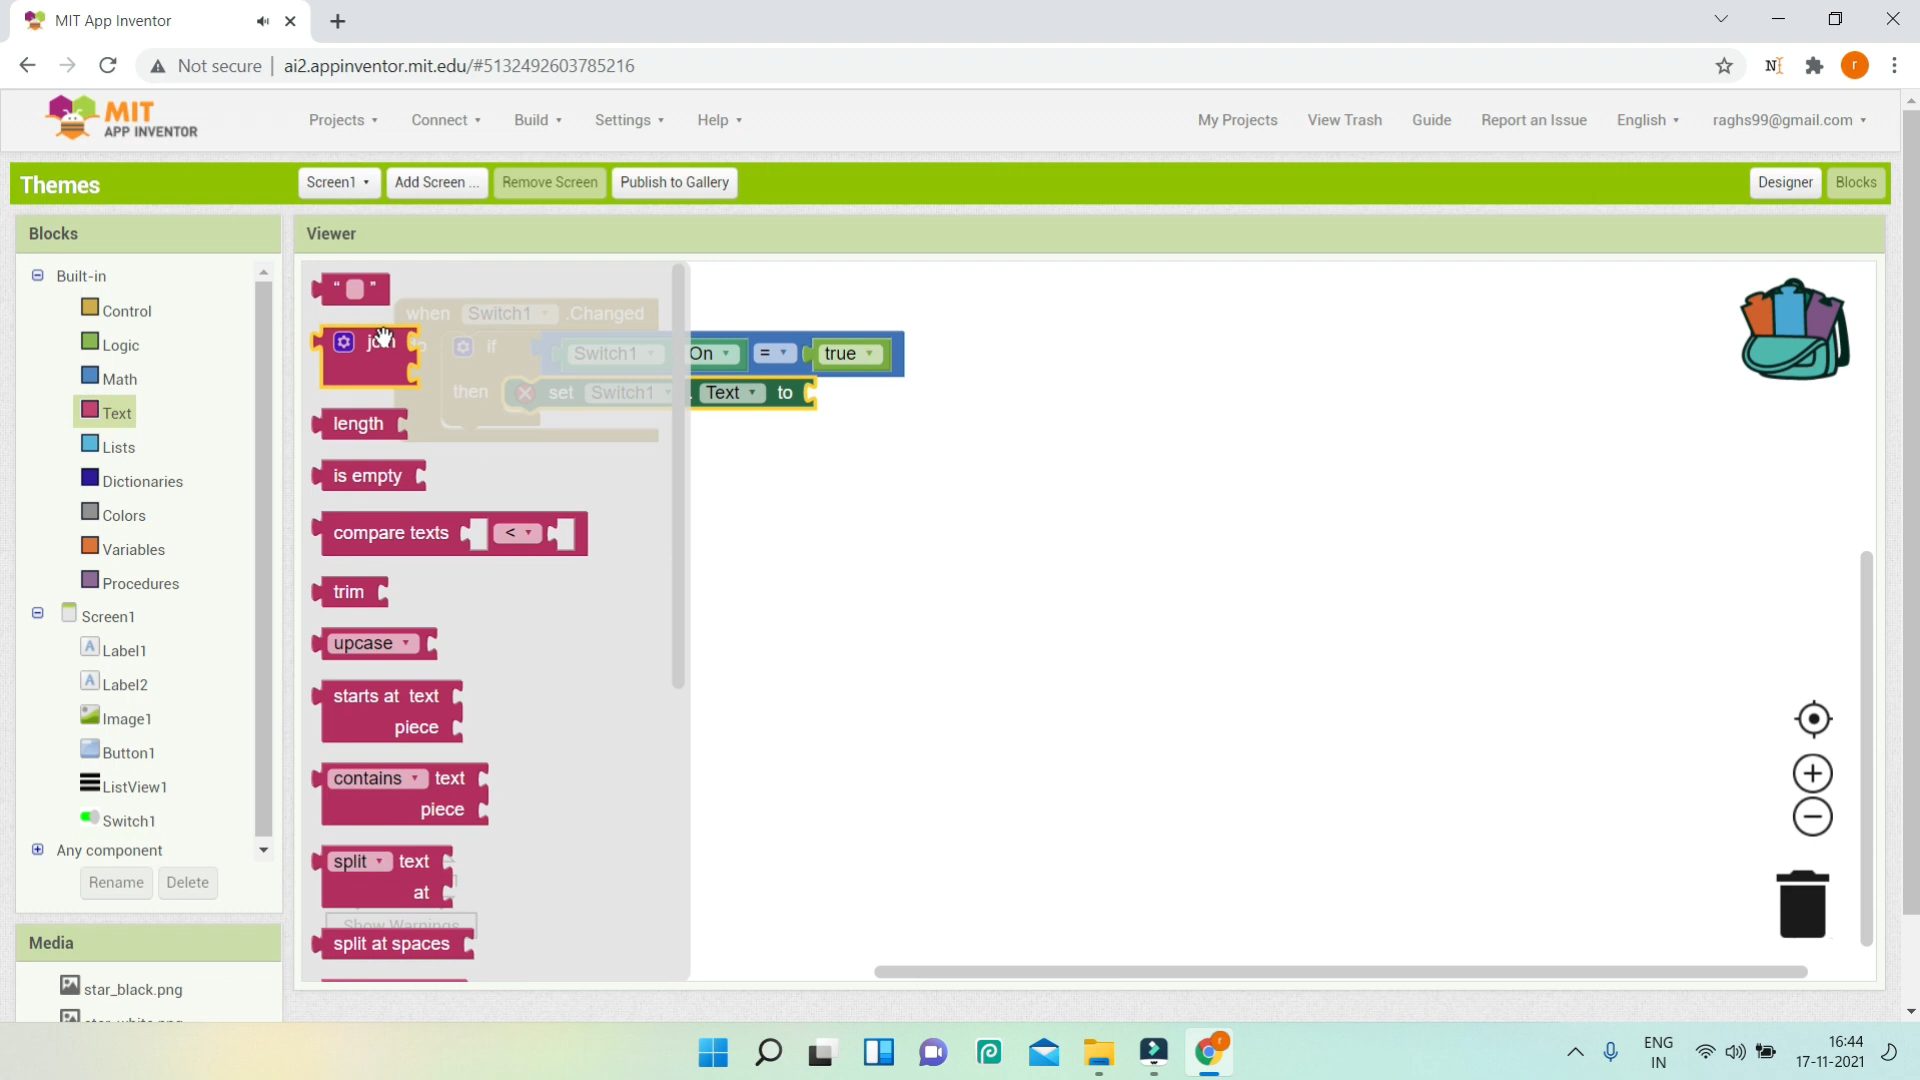 MIT App Inventor
Not secure
ai2.appinventor.mit.edu/#5132492603785216
r
MIT
APP INVENTOR
Projects
Connect
Build
Settings
Help
My Projects
View Trash
Guide
Report an Issue
English
raghs99@gmail.com
Themes
Screen1
Add Screen ...
Remove Screen
Publish to Gallery
Designer
Blocks
Blocks
Viewer
Built-in
Control
Logic
Math
Text
Lists
Dictionaries
Colors
Variables
Procedures
Screen1
Label1
Label2
Image1
Button1
ListView1
Switch1
Any component
Rename
Delete
Media
star_black.png
“ ”
when Switch1 .Changed
join
if Switch1 On = true
then set Switch1 . Text to
length
is empty
compare texts <
trim
upcase
starts at text
piece
contains text
piece
split text
at
Show Warnings
split at spaces
ENG
IN
16:44
17-11-2021